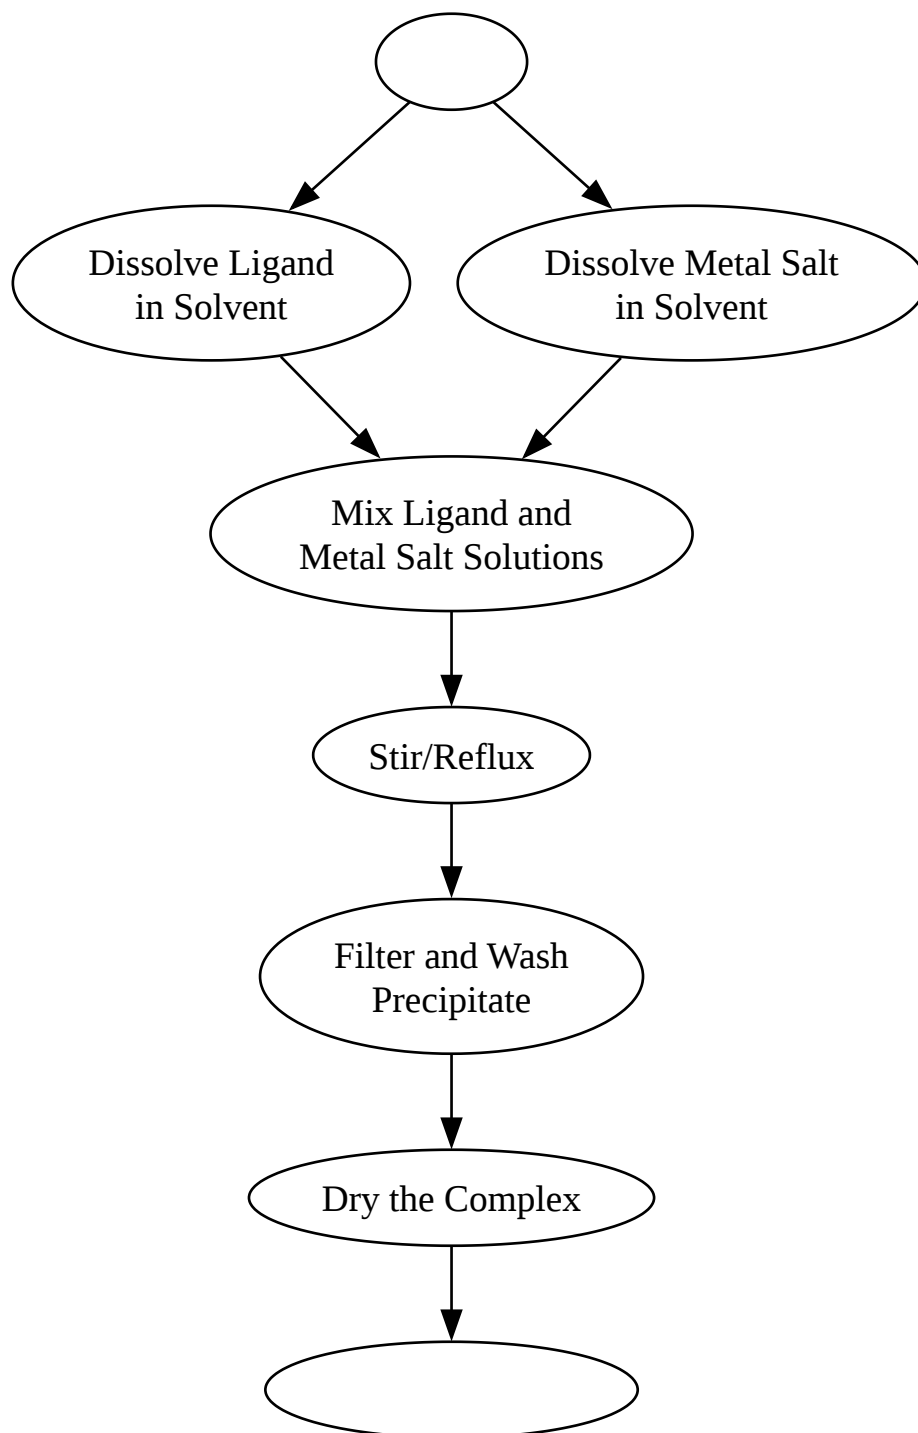 Dissolve Ligand
in Solvent
Dissolve Metal Salt
in Solvent
Mix Ligand and
Metal Salt Solutions
Stir/Reflux
Filter and Wash
Precipitate
Dry the Complex